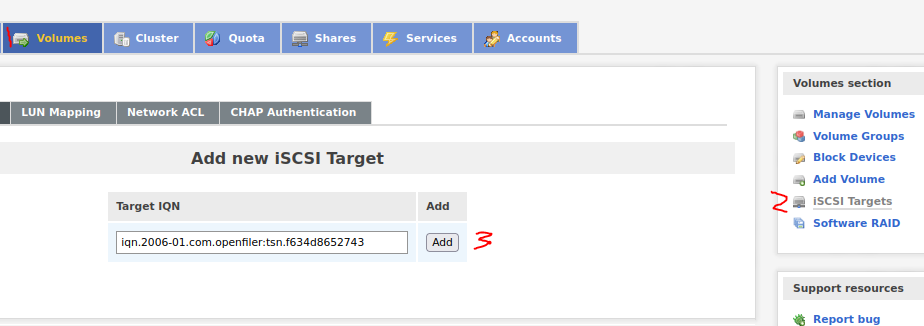 1 Volumes Cluster Quota Shares Services Accounts
LUN Mapping Network ACL CHAP Authentication
Add new iSCSI Target
Target IQN Add
iqn.2006-01.com.openfiler:tsn.f634d8652743 Add 3
Volumes section
Manage Volumes
Volume Groups
Block Devices
Add Volume
2 iSCSI Targets
Software RAID
Support resources
Report bug